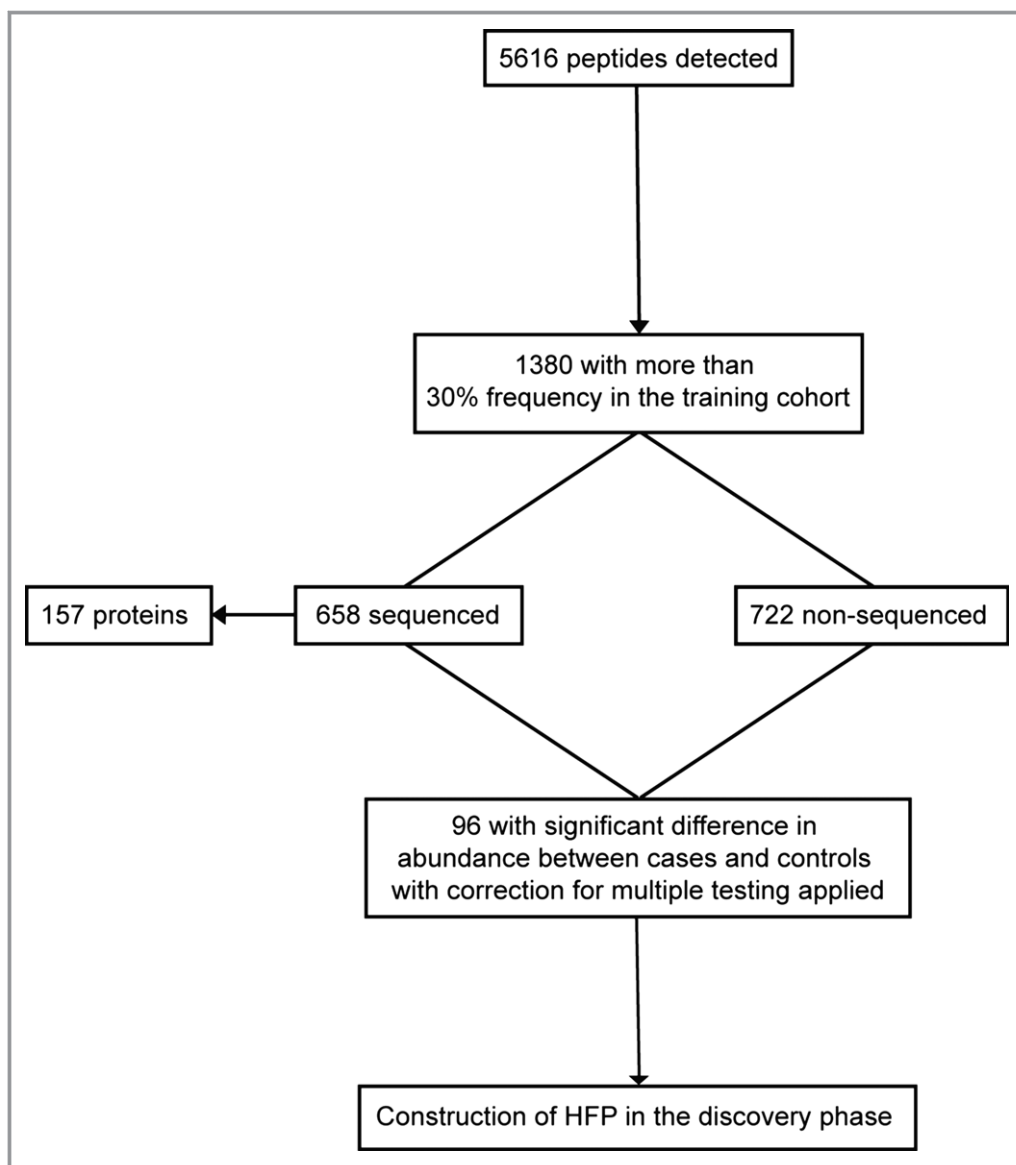 5616 peptides detected
1380 with more than
30% frequency in the training cohort
157 proteins
658 sequenced
722 non-sequenced
96 with significant difference in
abundance between cases and controls
with correction for multiple testing applied
Construction of HFP in the discovery phase